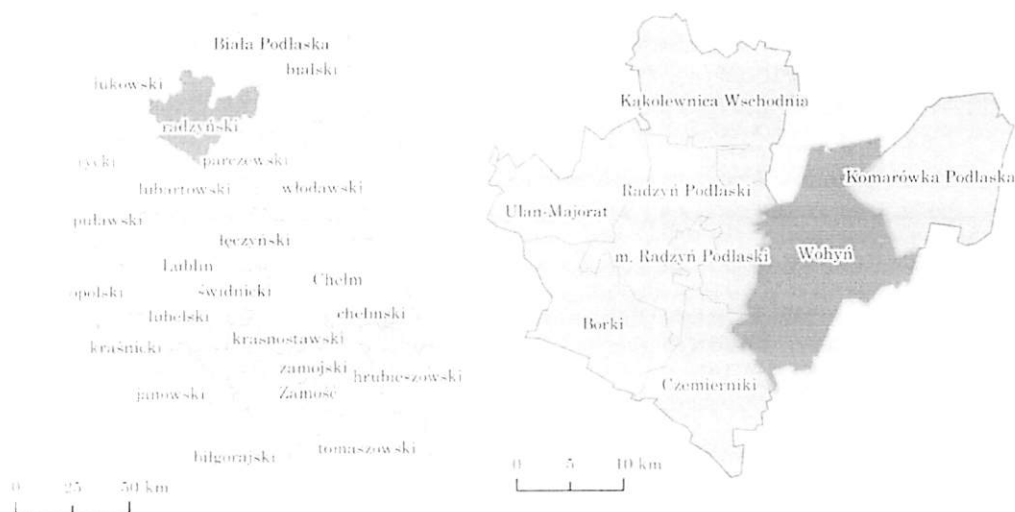 Biała Podlaska
bialski
łukowski
radzyński
rycki
parczewski
lubartowski
włodawski
puławski
łęczyński
Lublin
Chełm
opolski
świdnicki
lubelski
chełmski
krasnostawski
kraśnicki
zamojski
hrubieszowski
janowski
Zamość
tomaszowski
biłgorajski
0 25 50 km
Kąkolewnica Wschodnia
Komarówka Podlaska
Radzyń Podlaski
Ulan-Majorat
m. Radzyń Podlaski
Wohyń
Borki
Czemierniki
0 5 10 km